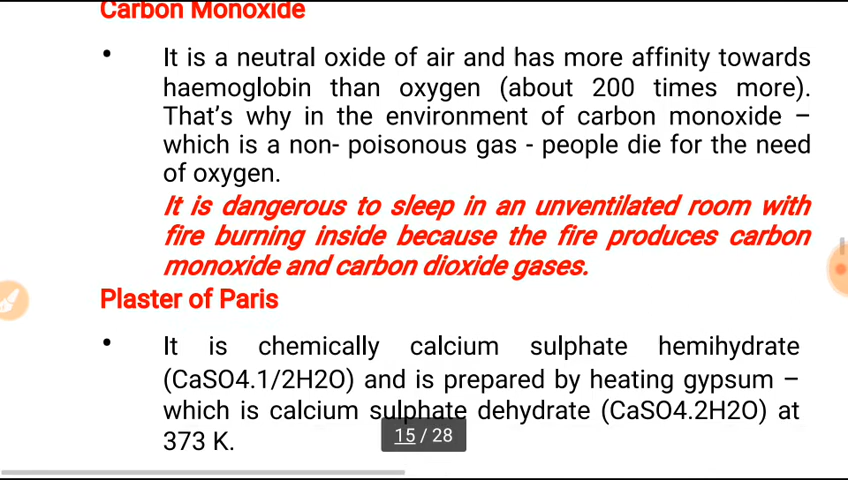 Carbon Monoxide
• It is a neutral oxide of air and has more affinity towards
haemoglobin than oxygen (about 200 times more).
That's why in the environment of carbon monoxide –
which is a non- poisonous gas - people die for the need
of oxygen.
It is dangerous to sleep in an unventilated room with
fire burning inside because the fire produces carbon
monoxide and carbon dioxide gases.
Plaster of Paris
• It is chemically calcium sulphate hemihydrate
(CaSO4.1/2H2O) and is prepared by heating gypsum –
which is calcium sulphate dehydrate (CaSO4.2H2O) at
373 K.
15 / 28